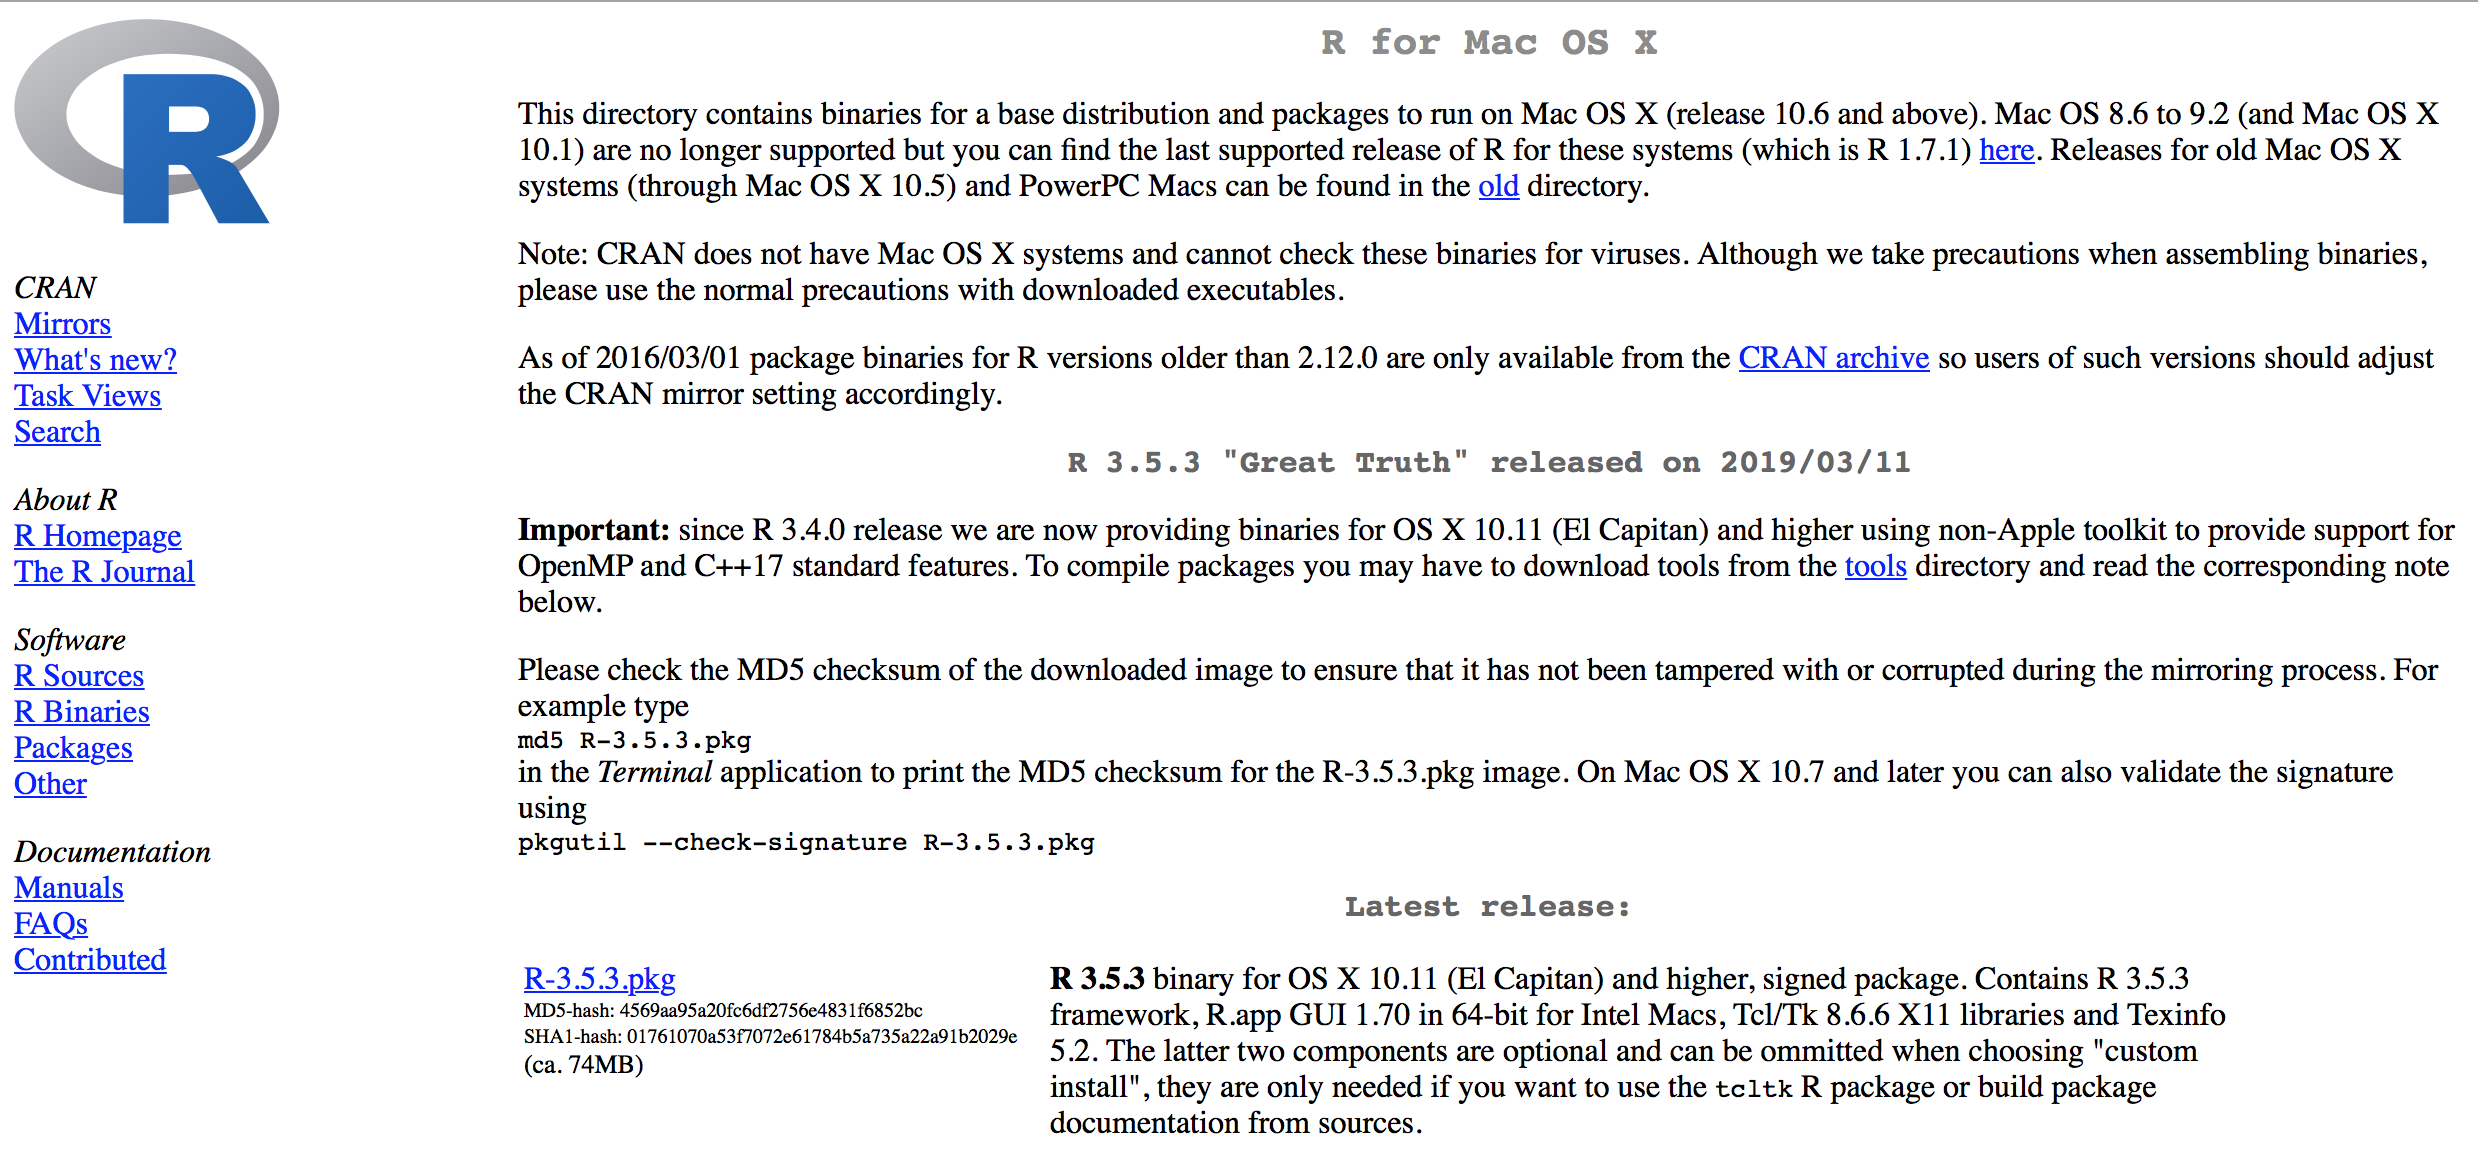 R
CRAN
Mirrors
What's new?
Task Views
Search
About R
R Homepage
The R Journal
Software
R Sources
R Binaries
Packages
Other
Documentation
Manuals
FAQs
Contributed
R for Mac OS X
This directory contains binaries for a base distribution and packages to run on Mac OS X (release 10.6 and above). Mac OS 8.6 to 9.2 (and Mac OS X
10.1) are no longer supported but you can find the last supported release of R for these systems (which is R 1.7.1) here. Releases for old Mac OS X
systems (through Mac OS X 10.5) and PowerPC Macs can be found in the old directory.
Note: CRAN does not have Mac OS X systems and cannot check these binaries for viruses. Although we take precautions when assembling binaries,
please use the normal precautions with downloaded executables.
As of 2016/03/01 package binaries for R versions older than 2.12.0 are only available from the CRAN archive so users of such versions should adjust
the CRAN mirror setting accordingly.
R 3.5.3 "Great Truth" released on 2019/03/11
Important: since R 3.4.0 release we are now providing binaries for OS X 10.11 (El Capitan) and higher using non-Apple toolkit to provide support for
OpenMP and C++17 standard features. To compile packages you may have to download tools from the tools directory and read the corresponding note
below.
Please check the MD5 checksum of the downloaded image to ensure that it has not been tampered with or corrupted during the mirroring process. For
example type
md5 R-3.5.3.pkg
in the Terminal application to print the MD5 checksum for the R-3.5.3.pkg image. On Mac OS X 10.7 and later you can also validate the signature
using
pkgutil --check-signature R-3.5.3.pkg
Latest release:
R-3.5.3.pkg
MD5-hash: 4569aa95a20fc6df2756e4831f6852bc
SHA1-hash: 01761070a53f7072e61784b5a735a22a91b2029e
(ca. 74MB)
R 3.5.3 binary for OS X 10.11 (El Capitan) and higher, signed package. Contains R 3.5.3
framework, R.app GUI 1.70 in 64-bit for Intel Macs, Tcl/Tk 8.6.6 X11 libraries and Texinfo
5.2. The latter two components are optional and can be ommitted when choosing "custom
install", they are only needed if you want to use the tcltk R package or build package
documentation from sources.